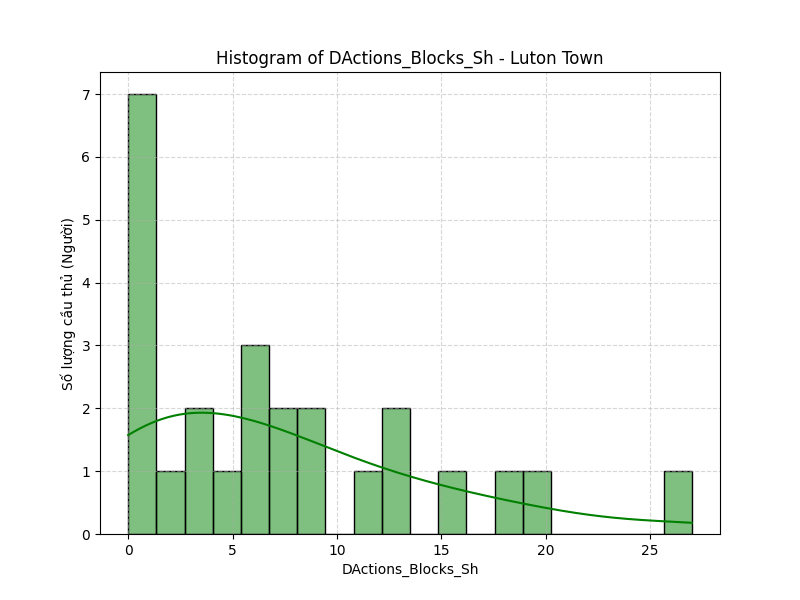 Histogram of DActions_Blocks_Sh - Luton Town
Số lượng cầu thủ (Người)
7
6
5
4
3
2
1
0
0 5 10 15 20 25
DActions_Blocks_Sh